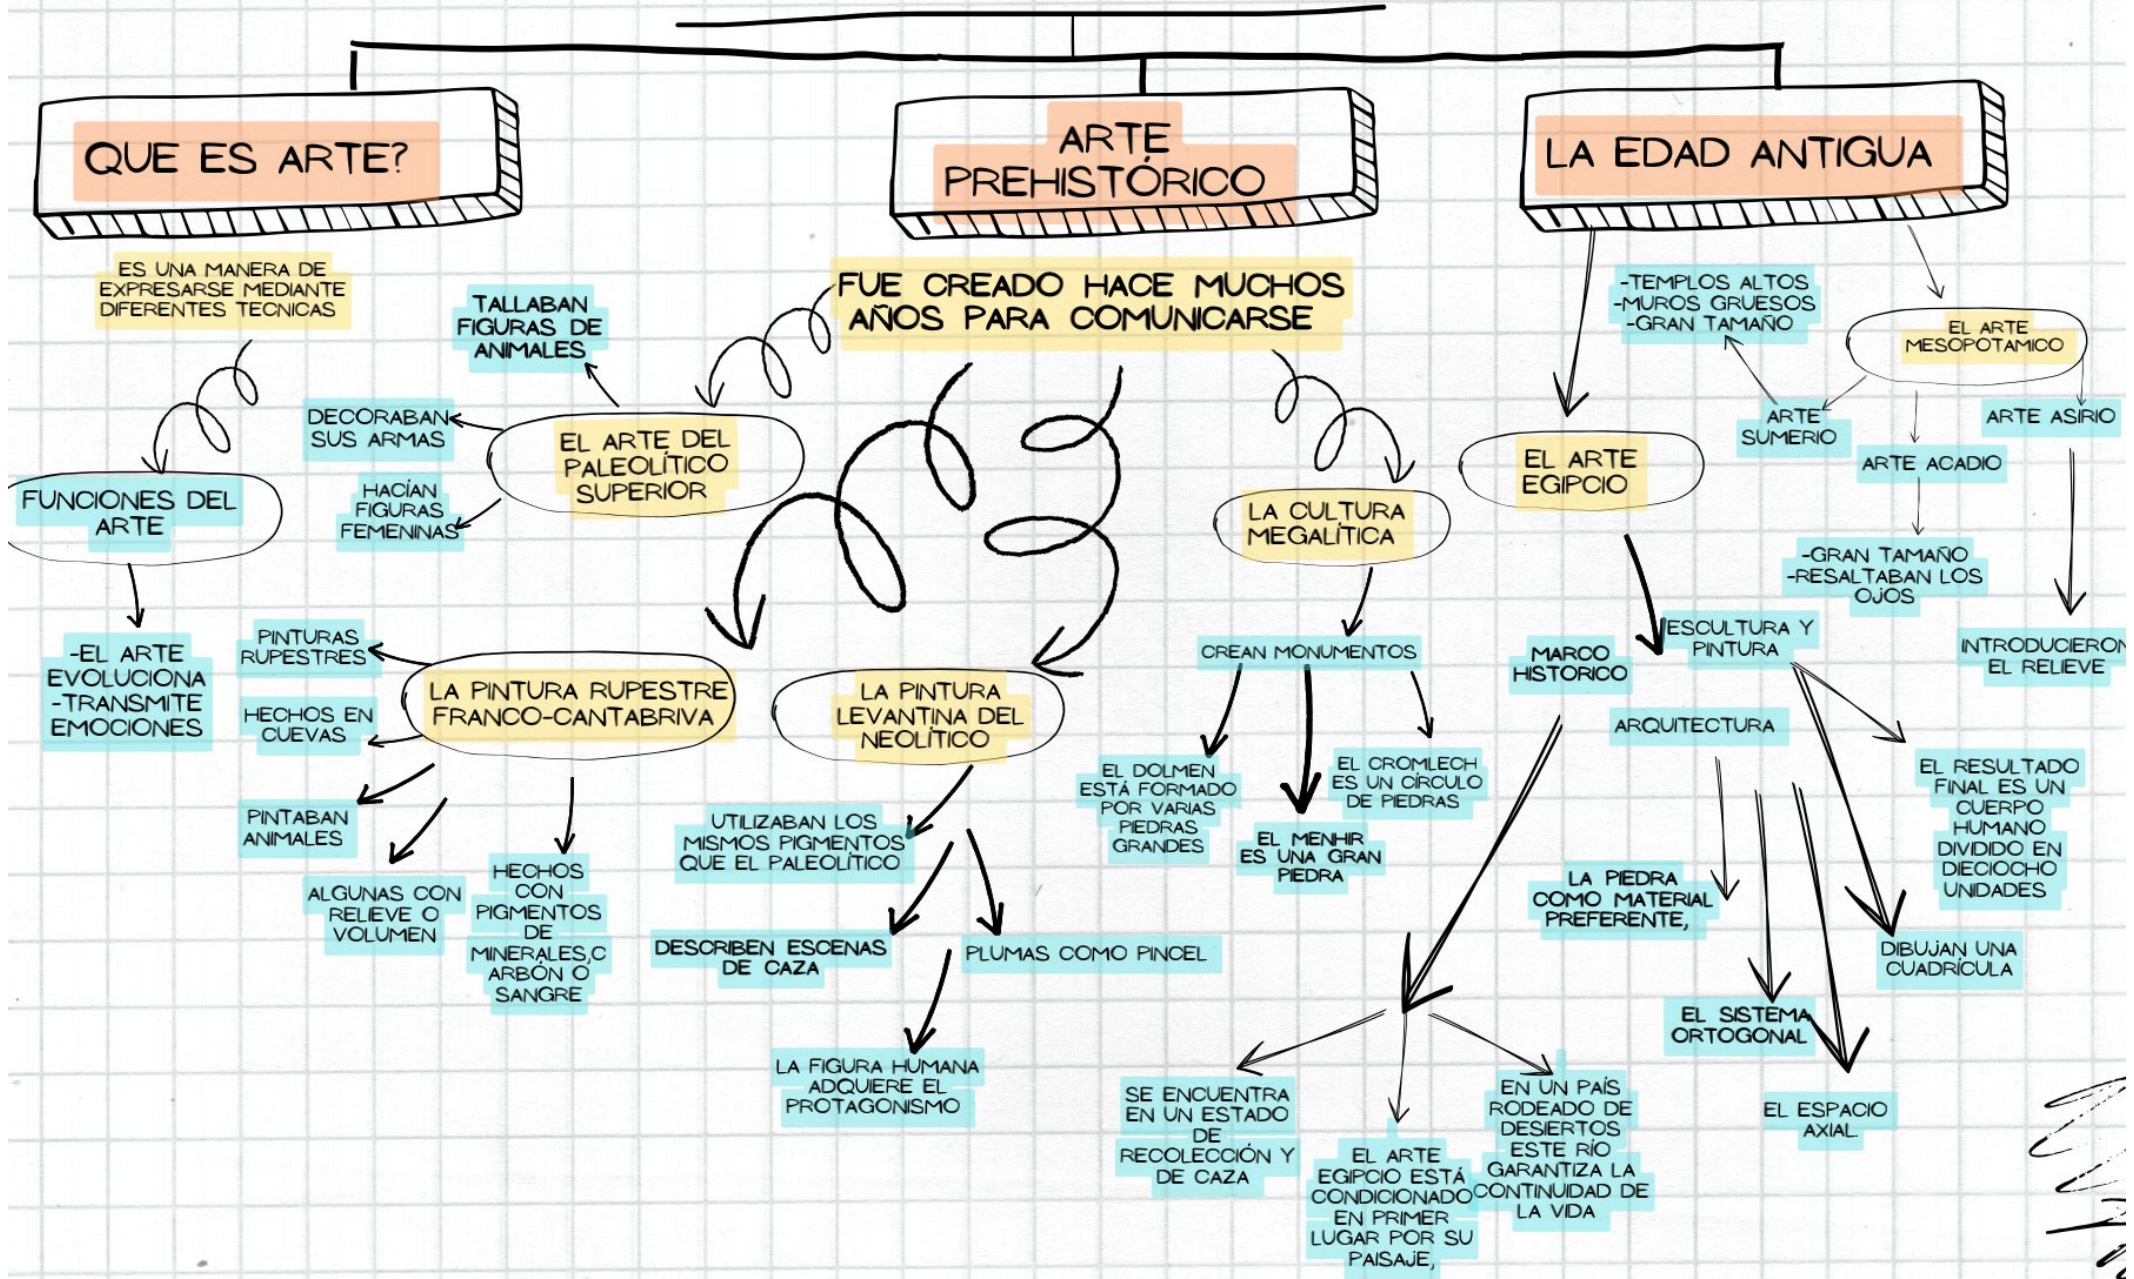 QUE ES ARTE?
ES UNA MANERA DE
EXPRESARSE MEDIANTE
DIFERENTES TECNICAS
FUNCIONES DEL
ARTE
-EL ARTE
EVOLUCIONA
-TRANSMITE
EMOCIONES
ARTE
PREHISTÓRICO
FUE CREADO HACE MUCHOS
AÑOS PARA COMUNICARSE
EL ARTE DEL
PALEOLÍTICO
SUPERIOR
TALLABAN
FIGURAS DE
ANIMALES
DECORABAN
SUS ARMAS
HACÍAN
FIGURAS
FEMENINAS
LA PINTURA RUPESTRE
FRANCO-CANTABRIVA
PINTURAS
RUPESTRES
HECHOS EN
CUEVAS
PINTABAN
ANIMALES
ALGUNAS CON
RELIEVE O
VOLUMEN
HECHOS
CON
PIGMENTOS
DE
MINERALES,C
ARBÓN O
SANGRE
LA PINTURA
LEVANTINA DEL
NEOLÍTICO
UTILIZABAN LOS
MISMOS PIGMENTOS
QUE EL PALEOLÍTICO
DESCRIBEN ESCENAS
DE CAZA
PLUMAS COMO PINCEL
LA FIGURA HUMANA
ADQUIERE EL
PROTAGONISMO
LA CULTURA
MEGALÍTICA
CREAN MONUMENTOS
EL DOLMEN
ESTÁ FORMADO
POR VARIAS
PIEDRAS
GRANDES
EL MENHIR
ES UNA GRAN
PIEDRA
EL CROMLECH
ES UN CÍRCULO
DE PIEDRAS
LA EDAD ANTIGUA
EL ARTE
EGIPCIO
MARCO
HISTORICO
SE ENCUENTRA
EN UN ESTADO
DE
RECOLECCIÓN Y
DE CAZA
EL ARTE
EGIPCIO ESTÁ
CONDICIONADO
EN PRIMER
LUGAR POR SU
PAISAJE,
EN UN PAÍS
RODEADO DE
DESIERTOS
ESTE RÍO
GARANTIZA LA
CONTINUIDAD DE
LA VIDA
ARQUITECTURA
LA PIEDRA
COMO MATERIAL
PREFERENTE,
EL SISTEMA
ORTOGONAL
EL ESPACIO
AXIAL
ESCULTURA Y
PINTURA
DIBUJAN UNA
CUADRÍCULA
EL RESULTADO
FINAL ES UN
CUERPO
HUMANO
DIVIDIDO EN
DIECIOCHO
UNIDADES
EL ARTE
MESOPOTAMICO
ARTE
SUMERIO
-TEMPLOS ALTOS
-MUROS GRUESOS
-GRAN TAMAÑO
ARTE ACADIO
-GRAN TAMAÑO
-RESALTABAN LOS
OJOS
ARTE ASIRIO
INTRODUCIERON
EL RELIEVE